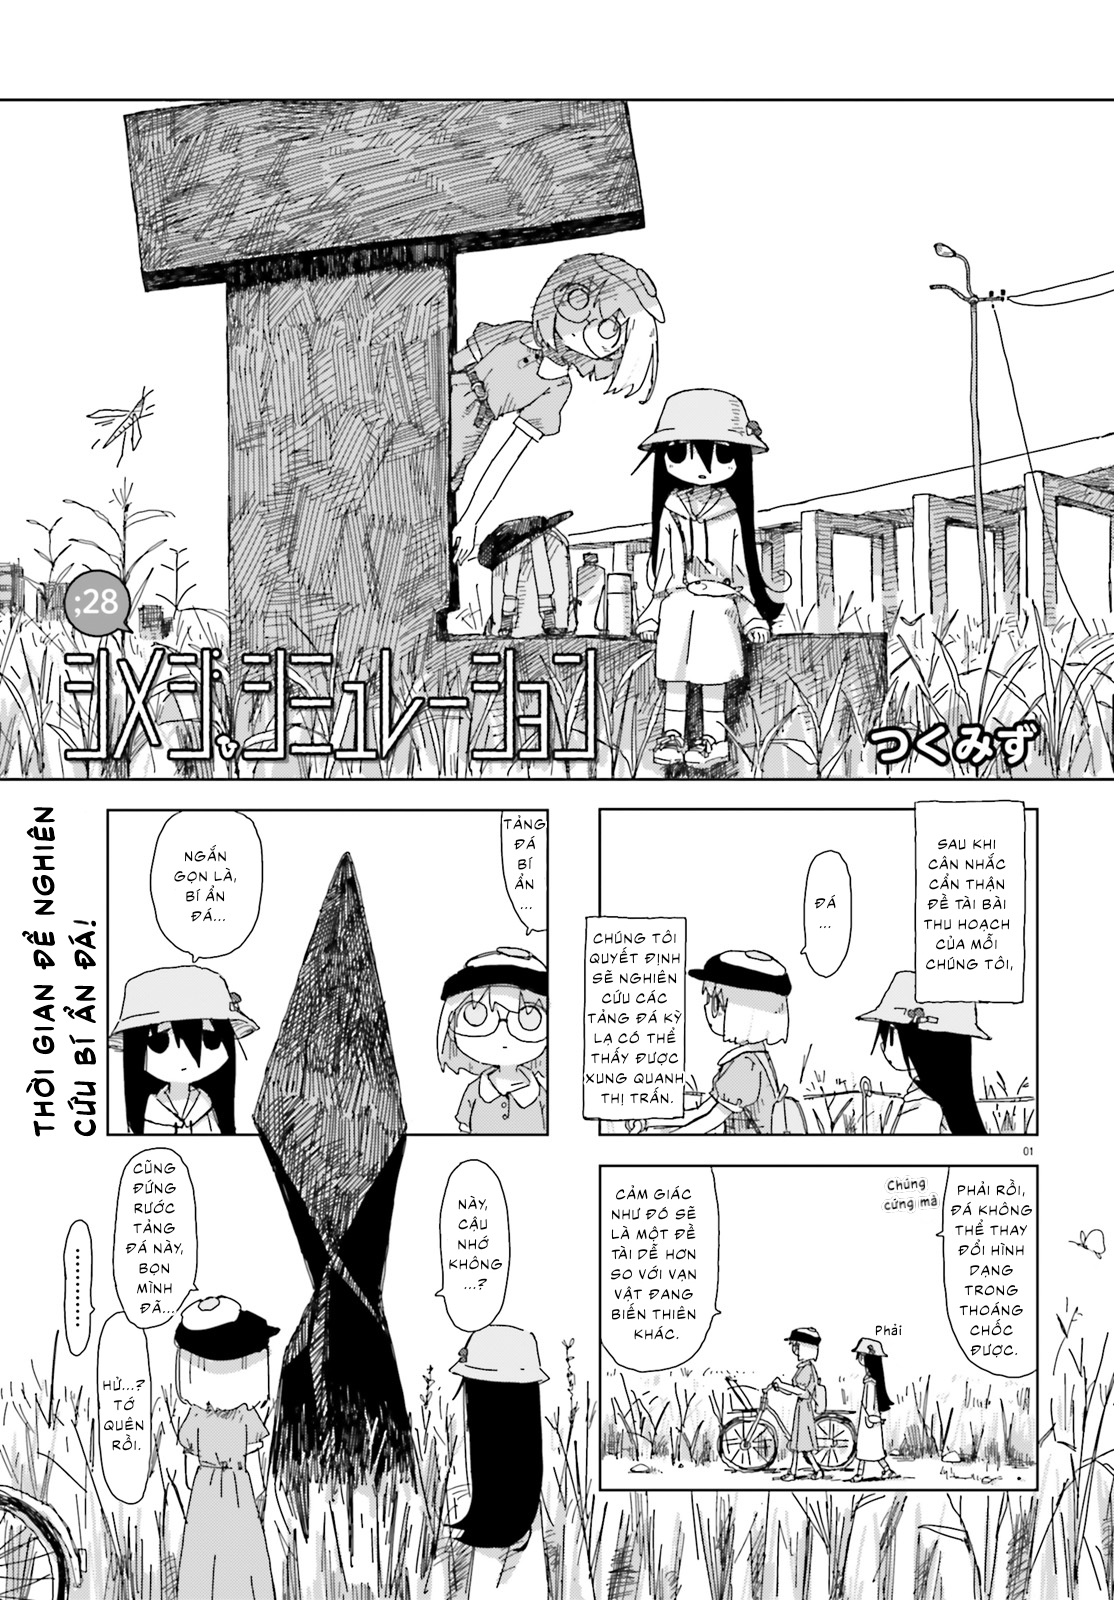 ;28
シメジシミュレーション
つくみず
THỜI GIAN ĐỂ NGHIÊN
CỨU BÍ ẨN ĐÁ!
SAU KHI
CÂN NHẮC
CẨN THẬN
ĐỀ TÀI BÀI
THU HOẠCH
CỦA MỖI
CHÚNG TÔI,
ĐÁ
...
CHÚNG TÔI
QUYẾT ĐỊNH
SẼ NGHIÊN
CỨU CÁC
TẢNG ĐÁ KỲ
LẠ CÓ THỂ
THẤY ĐƯỢC
XUNG QUANH
THỊ TRẤN.
01
Chúng
cứng mà
PHẢI RỒI,
ĐÁ KHÔNG
THỂ THAY
ĐỔI HÌNH
DẠNG
TRONG
THOÁNG
CHỐC
ĐƯỢC.
Phải
CẢM GIÁC
NHƯ ĐÓ SẼ
LÀ MỘT ĐỀ
TÀI DỄ HƠN
SO VỚI VẠN
VẬT ĐANG
BIẾN THIÊN
KHÁC.
TẢNG
ĐÁ
BÍ
ẨN
...
NGẮN
GỌN LÀ,
BÍ ẨN
ĐÁ...
NÀY,
CẬU
NHỚ
KHÔNG
...?
CŨNG
ĐỨNG
RƯỚC
TẢNG
ĐÁ NÀY,
BỌN
MÌNH
ĐÃ...
..........
HỬ...?
TỚ
QUÊN
RỒI.